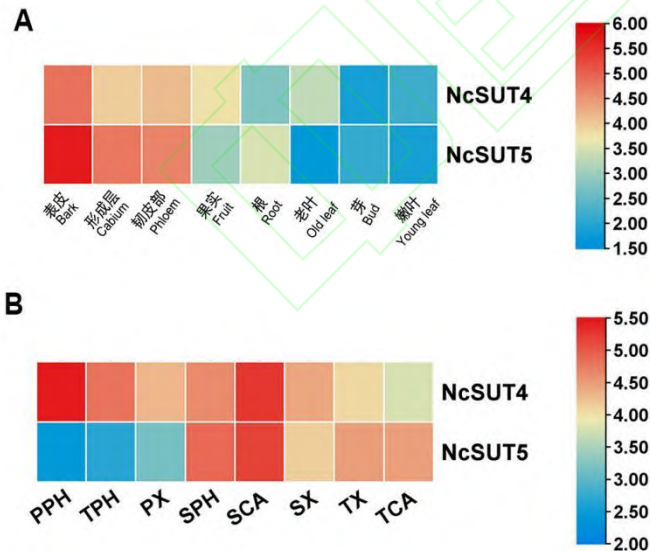 A
6.00
5.50
5.00
4.50
4.00
3.50
3.00
2.50
2.00
1.50
NcSUT4
NcSUT5
表皮
Bark
形成层
Cabium
韧皮部
Phloem
果实
Fruit
根
Root
老叶
Old leaf
芽
Bud
嫩叶
Young leaf
B
5.50
5.00
4.50
4.00
3.50
3.00
2.50
2.00
NcSUT4
NcSUT5
PPH TPH PX SPH SCA SX TX TCA